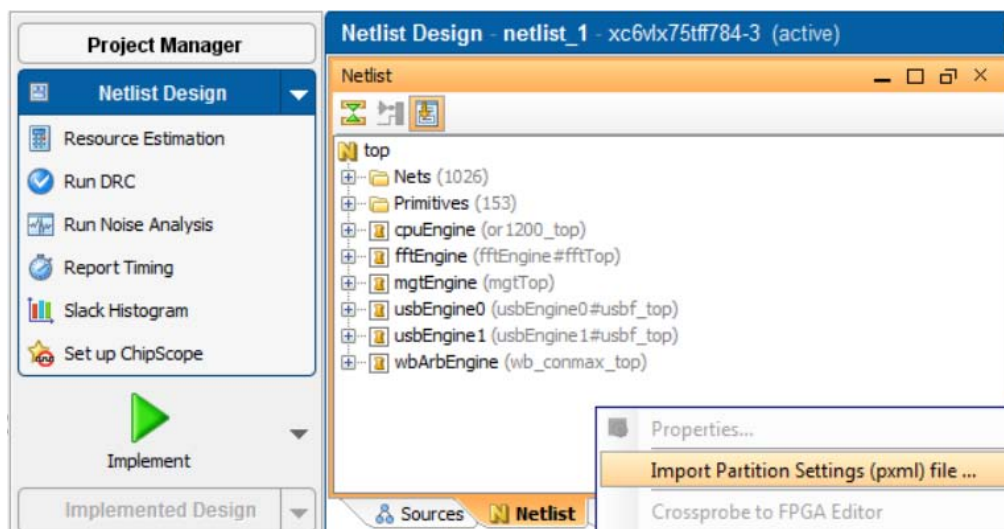 Project Manager
Netlist Design
Resource Estimation
Run DRC
Run Noise Analysis
Report Timing
Slack Histogram
Set up ChipScope
Implement
Implemented Design
Netlist Design - netlist_1 - xc6vlx75tff784-3 (active)
Netlist
top
Nets (1026)
Primitives (153)
cpuEngine (or1200_top)
fftEngine (fftEngine#fftTop)
mgtEngine (mgtTop)
usbEngine0 (usbEngine0#usbf_top)
usbEngine1 (usbEngine1#usbf_top)
wbArbEngine (wb_conmax_top)
Properties...
Import Partition Settings (pxml) file ...
Crossprobe to FPGA Editor
Sources Netlist